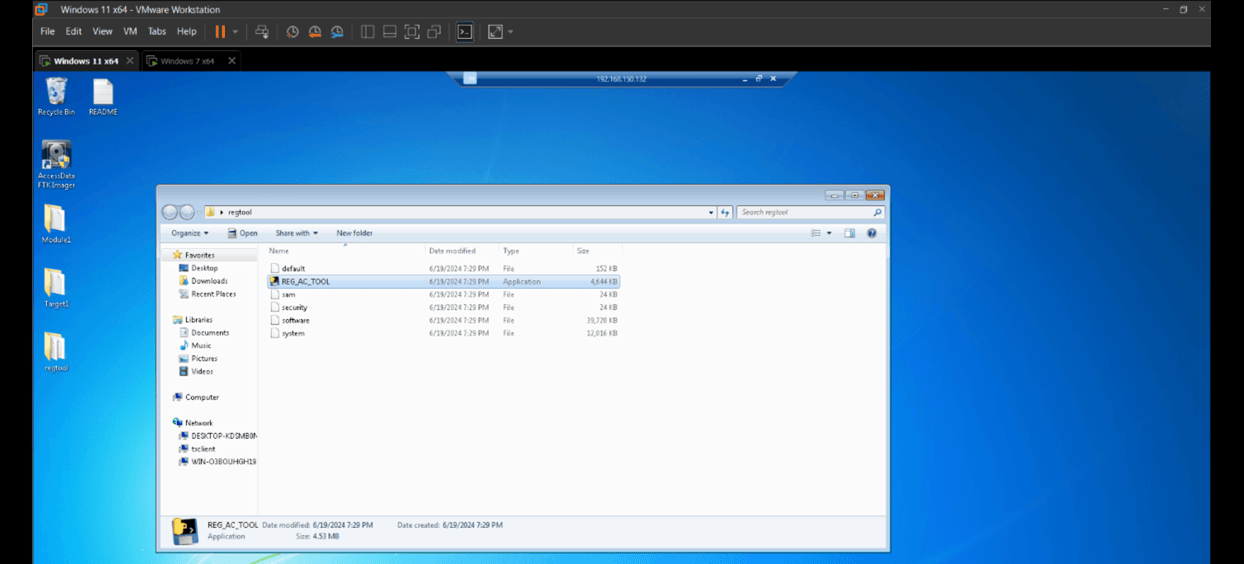 Windows 11 x64 - VMware Workstation
File Edit View VM Tabs Help
Windows 11 x64 Windows 7 x64
192.168.150.132
Recycle Bin README
AccessData
FTK Imager
Module1
Target1
regtool
regtool Search regtool
Organize Open Share with New folder
Name Date modified Type Size
Favorites
Desktop
Downloads
Recent Places
Libraries
Documents
Music
Pictures
Videos
Computer
Network
DESKTOP-KDSMB0N
tsclient
WIN-O3BOUHGH19
default 6/19/2024 7:29 PM File 152 KB
REG_AC_TOOL 6/19/2024 7:29 PM Application 4,644 KB
sam 6/19/2024 7:29 PM File 24 KB
security 6/19/2024 7:29 PM File 24 KB
software 6/19/2024 7:29 PM File 39,728 KB
system 6/19/2024 7:29 PM File 12,016 KB
REG_AC_TOOL Date modified: 6/19/2024 7:29 PM Date created: 6/19/2024 7:29 PM
Application Size: 4.53 MB